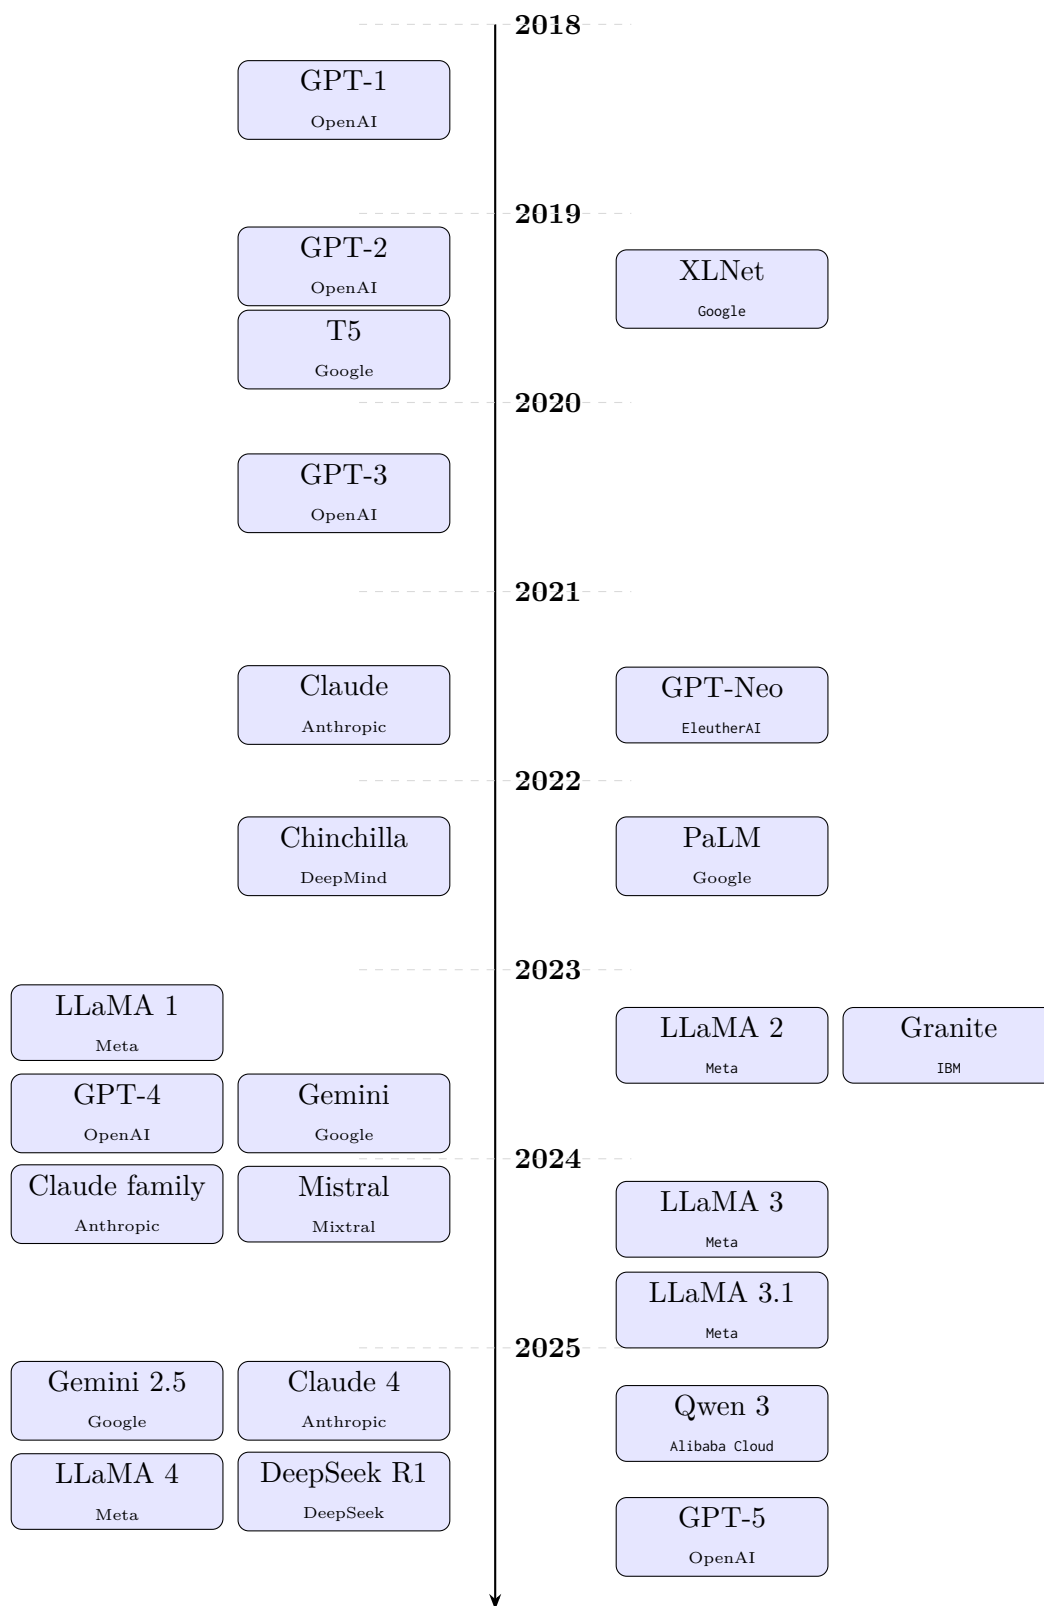 2018
GPT-1
OpenAI
2019
GPT-2
OpenAI
XLNet
Google
T5
Google
2020
GPT-3
OpenAI
2021
Claude
Anthropic
GPT-Neo
EleutherAI
2022
Chinchilla
DeepMind
PaLM
Google
2023
LLaMA 1
Meta
LLaMA 2
Meta
Granite
IBM
GPT-4
OpenAI
Gemini
Google
2024
Claude family
Anthropic
Mistral
Mixtral
LLaMA 3
Meta
LLaMA 3.1
Meta
2025
Gemini 2.5
Google
Claude 4
Anthropic
Qwen 3
Alibaba Cloud
LLaMA 4
Meta
DeepSeek R1
DeepSeek
GPT-5
OpenAI